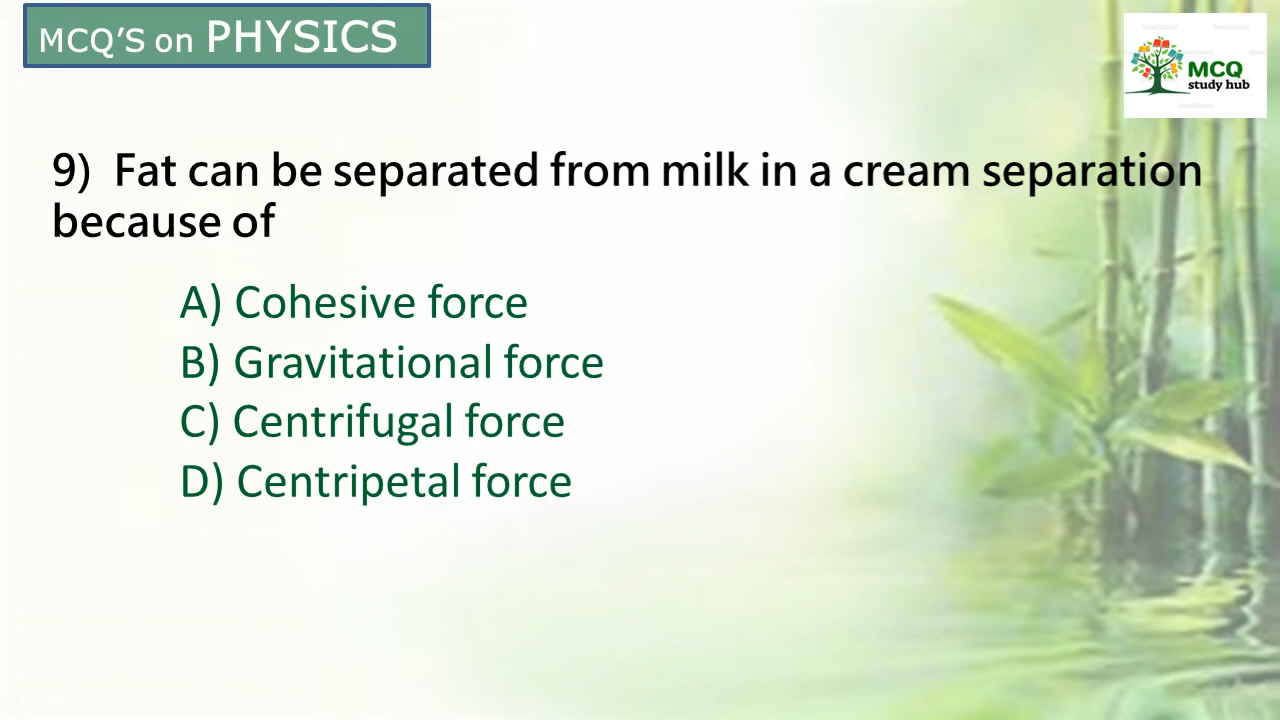 MCQ'S on PHYSICS
MCQ
study hub
9) Fat can be separated from milk in a cream separation
because of
A) Cohesive force
B) Gravitational force
C) Centrifugal force
D) Centripetal force